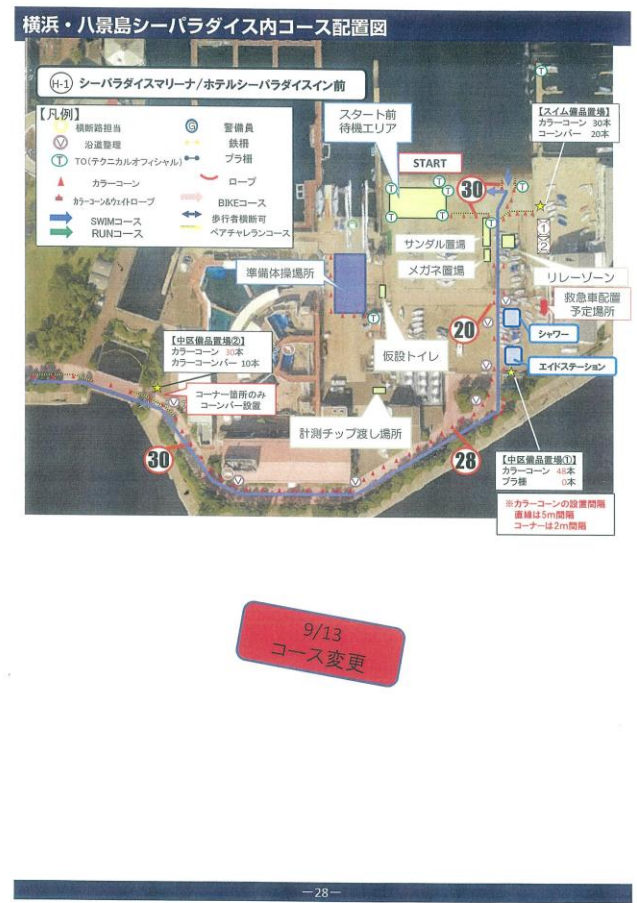 横浜・八景島シーパラダイス内コース配置図
H-1 シーパラダイスマリーナ/ホテルシーパラダイスイン前
【凡例】
横断路担当
沿道整理
TO(テクニカルオフィシャル)
カラーコーン
カラーコーン&ウェイトロープ
SWIMコース
RUNコース
警備員
鉄柵
プラ柵
ロープ
BIKEコース
歩行者横断可
ペアチャレランコース
スタート前
待機エリア
START
30
【スイム備品置場】
カラーコーン 30本
コーンバー 20本
1
2
サンダル置場
メガネ置場
リレーゾーン
救急車配置
予定場所
準備体操場所
20
シャワー
仮設トイレ
エイドステーション
【中区備品置場②】
カラーコーン 30本
カラーコーンバー 10本
コーナー箇所のみ
コーンバー設置
計測チップ渡し場所
30
28
【中区備品置場①】
カラーコーン 48本
プラ柵 0本
※カラーコーンの設置間隔
直線は5m間隔
コーナーは2m間隔
9/13
コース変更
—28—